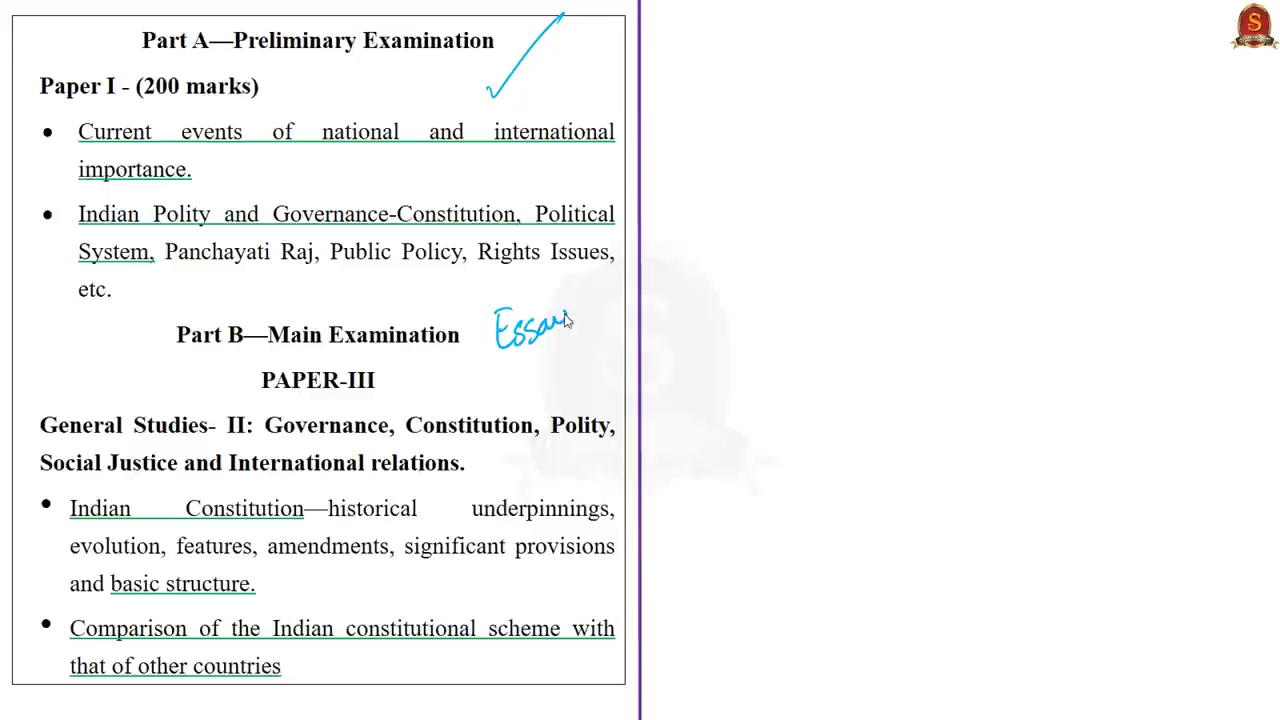 Part A—Preliminary Examination
Paper I - (200 marks)
• Current events of national and international
importance.
• Indian Polity and Governance-Constitution, Political
System, Panchayati Raj, Public Policy, Rights Issues,
etc.
Part B—Main Examination Essay
PAPER-III
General Studies- II: Governance, Constitution, Polity,
Social Justice and International relations.
• Indian Constitution—historical underpinnings,
evolution, features, amendments, significant provisions
and basic structure.
• Comparison of the Indian constitutional scheme with
that of other countries
S